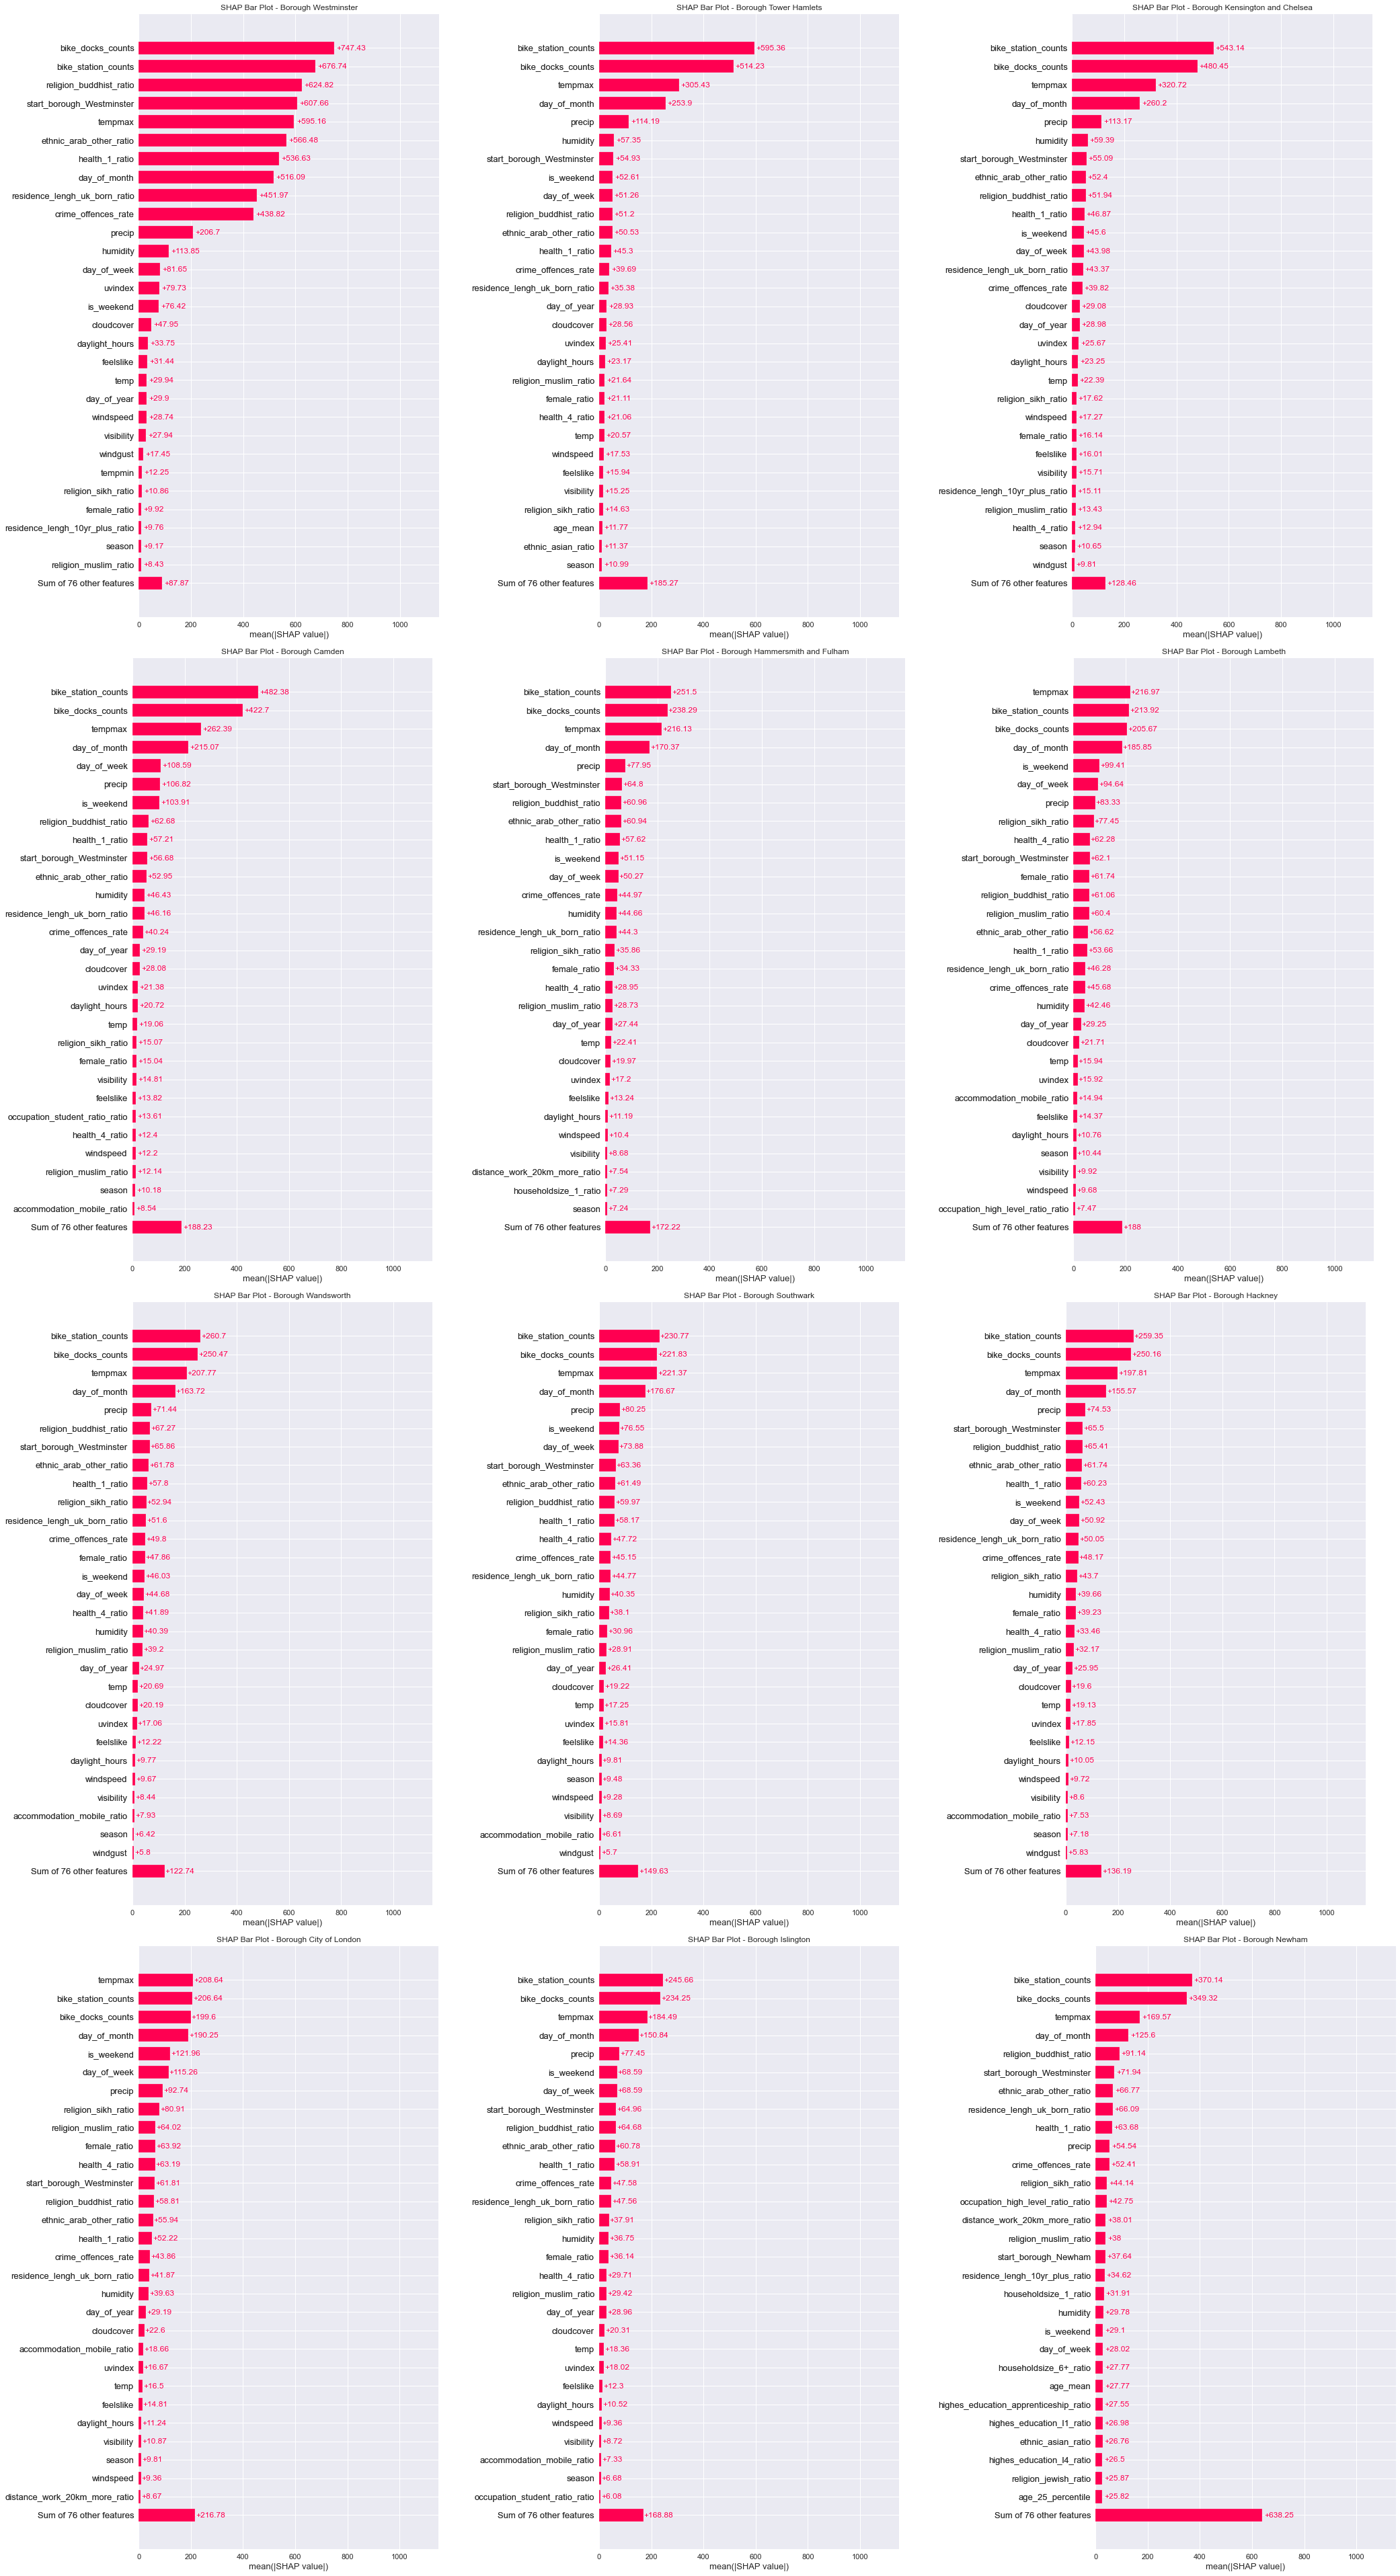 SHAP Bar Plot - Borough Westminster
bike_docks_counts +747.43
bike_station_counts +676.74
religion_buddhist_ratio +624.82
start_borough_Westminster +607.66
tempmax +595.16
ethnic_arab_other_ratio +566.48
health_1_ratio +536.63
day_of_month +516.09
residence_lengh_uk_born_ratio +451.97
crime_offences_rate +438.82
precip +206.7
humidity +113.85
day_of_week +81.65
uvindex +79.73
is_weekend +76.42
cloudcover +47.95
daylight_hours +33.75
feelslike +31.44
temp +29.94
day_of_year +29.9
windspeed +28.74
visibility +27.94
windgust +17.45
tempmin +12.25
religion_sikh_ratio +10.86
female_ratio +9.92
residence_lengh_10yr_plus_ratio +9.76
season +9.17
religion_muslim_ratio +8.43
Sum of 76 other features +87.87
0 200 400 600 800 1000
mean(|SHAP value|)
SHAP Bar Plot - Borough Tower Hamlets
bike_station_counts +595.36
bike_docks_counts +514.23
tempmax +305.43
day_of_month +253.9
precip +114.19
humidity +57.35
start_borough_Westminster +54.93
is_weekend +52.61
day_of_week +51.26
religion_buddhist_ratio +51.2
ethnic_arab_other_ratio +50.53
health_1_ratio +45.3
crime_offences_rate +39.69
residence_lengh_uk_born_ratio +35.38
day_of_year +28.93
cloudcover +28.56
uvindex +25.41
daylight_hours +23.17
religion_muslim_ratio +21.64
female_ratio +21.11
health_4_ratio +21.06
temp +20.57
windspeed +17.53
feelslike +15.94
visibility +15.25
religion_sikh_ratio +14.63
age_mean +11.77
ethnic_asian_ratio +11.37
season +10.99
Sum of 76 other features +185.27
0 200 400 600 800 1000
mean(|SHAP value|)
SHAP Bar Plot - Borough Kensington and Chelsea
bike_station_counts +543.14
bike_docks_counts +480.45
tempmax +320.72
day_of_month +260.2
precip +113.17
humidity +59.39
start_borough_Westminster +55.09
ethnic_arab_other_ratio +52.4
religion_buddhist_ratio +51.94
health_1_ratio +46.87
is_weekend +45.6
day_of_week +43.98
residence_lengh_uk_born_ratio +43.37
crime_offences_rate +39.82
cloudcover +29.08
day_of_year +28.98
uvindex +25.67
daylight_hours +23.25
temp +22.39
religion_sikh_ratio +17.62
windspeed +17.27
female_ratio +16.14
feelslike +16.01
visibility +15.71
residence_lengh_10yr_plus_ratio +15.11
religion_muslim_ratio +13.43
health_4_ratio +12.94
season +10.65
windgust +9.81
Sum of 76 other features +128.46
0 200 400 600 800 1000
mean(|SHAP value|)
SHAP Bar Plot - Borough Camden
bike_station_counts +482.38
bike_docks_counts +422.7
tempmax +262.39
day_of_month +215.07
day_of_week +108.59
precip +106.82
is_weekend +103.91
religion_buddhist_ratio +62.68
health_1_ratio +57.21
start_borough_Westminster +56.68
ethnic_arab_other_ratio +52.95
humidity +46.43
residence_lengh_uk_born_ratio +46.16
crime_offences_rate +40.24
day_of_year +29.19
cloudcover +28.08
uvindex +21.38
daylight_hours +20.72
temp +19.06
religion_sikh_ratio +15.07
female_ratio +15.04
visibility +14.81
feelslike +13.82
occupation_student_ratio_ratio +13.61
health_4_ratio +12.4
windspeed +12.2
religion_muslim_ratio +12.14
season +10.18
accommodation_mobile_ratio +8.54
Sum of 76 other features +188.23
0 200 400 600 800 1000
mean(|SHAP value|)
SHAP Bar Plot - Borough Hammersmith and Fulham
bike_station_counts +251.5
bike_docks_counts +238.29
tempmax +216.13
day_of_month +170.37
precip +77.95
start_borough_Westminster +64.8
religion_buddhist_ratio +60.96
ethnic_arab_other_ratio +60.94
health_1_ratio +57.62
is_weekend +51.15
day_of_week +50.27
crime_offences_rate +44.97
humidity +44.66
residence_lengh_uk_born_ratio +44.3
religion_sikh_ratio +35.86
female_ratio +34.33
health_4_ratio +28.95
religion_muslim_ratio +28.73
day_of_year +27.44
temp +22.41
cloudcover +19.97
uvindex +17.2
feelslike +13.24
daylight_hours +11.19
windspeed +10.4
visibility +8.68
distance_work_20km_more_ratio +7.54
householdsize_1_ratio +7.29
season +7.24
Sum of 76 other features +172.22
0 200 400 600 800 1000
mean(|SHAP value|)
SHAP Bar Plot - Borough Lambeth
tempmax +216.97
bike_station_counts +213.92
bike_docks_counts +205.67
day_of_month +185.85
is_weekend +99.41
day_of_week +94.64
precip +83.33
religion_sikh_ratio +77.45
health_4_ratio +62.28
start_borough_Westminster +62.1
female_ratio +61.74
religion_buddhist_ratio +61.06
religion_muslim_ratio +60.4
ethnic_arab_other_ratio +56.62
health_1_ratio +53.66
residence_lengh_uk_born_ratio +46.28
crime_offences_rate +45.68
humidity +42.46
day_of_year +29.25
cloudcover +21.71
temp +15.94
uvindex +15.92
accommodation_mobile_ratio +14.94
feelslike +14.37
daylight_hours +10.76
season +10.44
visibility +9.92
windspeed +9.68
occupation_high_level_ratio_ratio +7.47
Sum of 76 other features +188
0 200 400 600 800 1000
mean(|SHAP value|)
SHAP Bar Plot - Borough Wandsworth
bike_station_counts +260.7
bike_docks_counts +250.47
tempmax +207.77
day_of_month +163.72
precip +71.44
religion_buddhist_ratio +67.27
start_borough_Westminster +65.86
ethnic_arab_other_ratio +61.78
health_1_ratio +57.8
religion_sikh_ratio +52.94
residence_lengh_uk_born_ratio +51.6
crime_offences_rate +49.8
female_ratio +47.86
is_weekend +46.03
day_of_week +44.68
health_4_ratio +41.89
humidity +40.39
religion_muslim_ratio +39.2
day_of_year +24.97
temp +20.69
cloudcover +20.19
uvindex +17.06
feelslike +12.22
daylight_hours +9.77
windspeed +9.67
visibility +8.44
accommodation_mobile_ratio +7.93
season +6.42
windgust +5.8
Sum of 76 other features +122.74
0 200 400 600 800 1000
mean(|SHAP value|)
SHAP Bar Plot - Borough Southwark
bike_station_counts +230.77
bike_docks_counts +221.83
tempmax +221.37
day_of_month +176.67
precip +80.25
is_weekend +76.55
day_of_week +73.88
start_borough_Westminster +63.36
ethnic_arab_other_ratio +61.49
religion_buddhist_ratio +59.97
health_1_ratio +58.17
health_4_ratio +47.72
crime_offences_rate +45.15
residence_lengh_uk_born_ratio +44.77
humidity +40.35
religion_sikh_ratio +38.1
female_ratio +30.96
religion_muslim_ratio +28.91
day_of_year +26.41
cloudcover +19.22
temp +17.25
uvindex +15.81
feelslike +14.36
daylight_hours +9.81
season +9.48
windspeed +9.28
visibility +8.69
accommodation_mobile_ratio +6.61
windgust +5.7
Sum of 76 other features +149.63
0 200 400 600 800 1000
mean(|SHAP value|)
SHAP Bar Plot - Borough Hackney
bike_station_counts +259.35
bike_docks_counts +250.16
tempmax +197.81
day_of_month +155.57
precip +74.53
start_borough_Westminster +65.5
religion_buddhist_ratio +65.41
ethnic_arab_other_ratio +61.74
health_1_ratio +60.23
is_weekend +52.43
day_of_week +50.92
residence_lengh_uk_born_ratio +50.05
crime_offences_rate +48.17
religion_sikh_ratio +43.7
humidity +39.66
female_ratio +39.23
health_4_ratio +33.46
religion_muslim_ratio +32.17
day_of_year +25.95
cloudcover +19.6
temp +19.13
uvindex +17.85
feelslike +12.15
daylight_hours +10.05
windspeed +9.72
visibility +8.6
accommodation_mobile_ratio +7.53
season +7.18
windgust +5.83
Sum of 76 other features +136.19
0 200 400 600 800 1000
mean(|SHAP value|)
SHAP Bar Plot - Borough City of London
tempmax +208.64
bike_station_counts +206.64
bike_docks_counts +199.6
day_of_month +190.25
is_weekend +121.96
day_of_week +115.26
precip +92.74
religion_sikh_ratio +80.91
religion_muslim_ratio +64.02
female_ratio +63.92
health_4_ratio +63.19
start_borough_Westminster +61.81
religion_buddhist_ratio +58.81
ethnic_arab_other_ratio +55.94
health_1_ratio +52.22
crime_offences_rate +43.86
residence_lengh_uk_born_ratio +41.87
humidity +39.63
day_of_year +29.19
cloudcover +22.6
accommodation_mobile_ratio +18.66
uvindex +16.67
temp +16.5
feelslike +14.81
daylight_hours +11.24
visibility +10.87
season +9.81
windspeed +9.36
distance_work_20km_more_ratio +8.67
Sum of 76 other features +216.78
0 200 400 600 800 1000
mean(|SHAP value|)
SHAP Bar Plot - Borough Islington
bike_station_counts +245.66
bike_docks_counts +234.25
tempmax +184.49
day_of_month +150.84
precip +77.45
is_weekend +68.59
day_of_week +68.59
start_borough_Westminster +64.96
religion_buddhist_ratio +64.68
ethnic_arab_other_ratio +60.78
health_1_ratio +58.91
crime_offences_rate +47.58
residence_lengh_uk_born_ratio +47.56
religion_sikh_ratio +37.91
humidity +36.75
female_ratio +36.14
health_4_ratio +29.71
religion_muslim_ratio +29.42
day_of_year +28.96
cloudcover +20.31
temp +18.36
uvindex +18.02
feelslike +12.3
daylight_hours +10.52
windspeed +9.36
visibility +8.72
accommodation_mobile_ratio +7.33
season +6.68
occupation_student_ratio_ratio +6.08
Sum of 76 other features +168.88
0 200 400 600 800 1000
mean(|SHAP value|)
SHAP Bar Plot - Borough Newham
bike_station_counts +370.14
bike_docks_counts +349.32
tempmax +169.57
day_of_month +125.6
religion_buddhist_ratio +91.14
start_borough_Westminster +71.94
ethnic_arab_other_ratio +66.77
residence_lengh_uk_born_ratio +66.09
health_1_ratio +63.68
precip +54.54
crime_offences_rate +52.41
religion_sikh_ratio +44.14
occupation_high_level_ratio_ratio +42.75
distance_work_20km_more_ratio +38.01
religion_muslim_ratio +38
start_borough_Newham +37.64
residence_lengh_10yr_plus_ratio +34.62
householdsize_1_ratio +31.91
humidity +29.78
is_weekend +29.1
day_of_week +28.02
householdsize_6+_ratio +27.77
age_mean +27.77
highes_education_apprenticeship_ratio +27.55
highes_education_l1_ratio +26.98
ethnic_asian_ratio +26.76
highes_education_l4_ratio +26.5
religion_jewish_ratio +25.87
age_25_percentile +25.82
Sum of 76 other features +638.25
0 200 400 600 800 1000
mean(|SHAP value|)